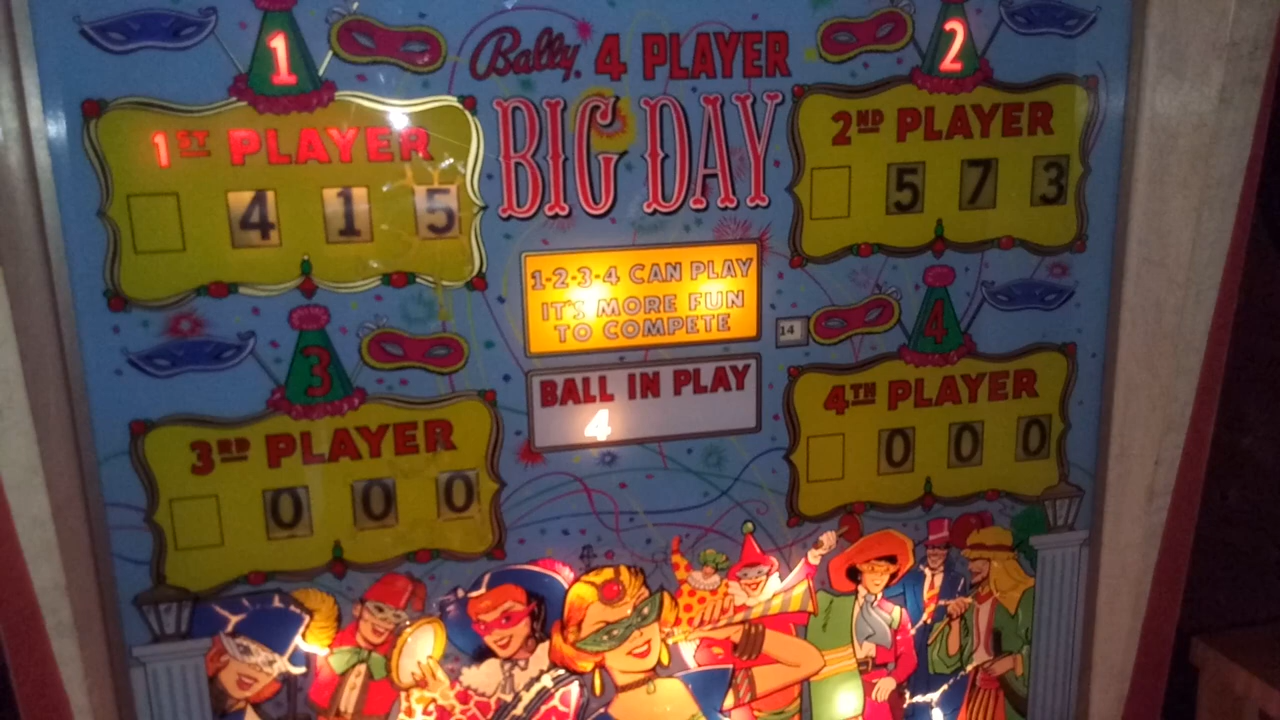 1
Bally 4 PLAYER
2
BIG DAY
1ST PLAYER
4 1 5
2ND PLAYER
5 7 3
1-2-3-4 CAN PLAY
IT'S MORE FUN
TO COMPETE
14
BALL IN PLAY
4
3
3RD PLAYER
0 0 0
4
4TH PLAYER
0 0 0